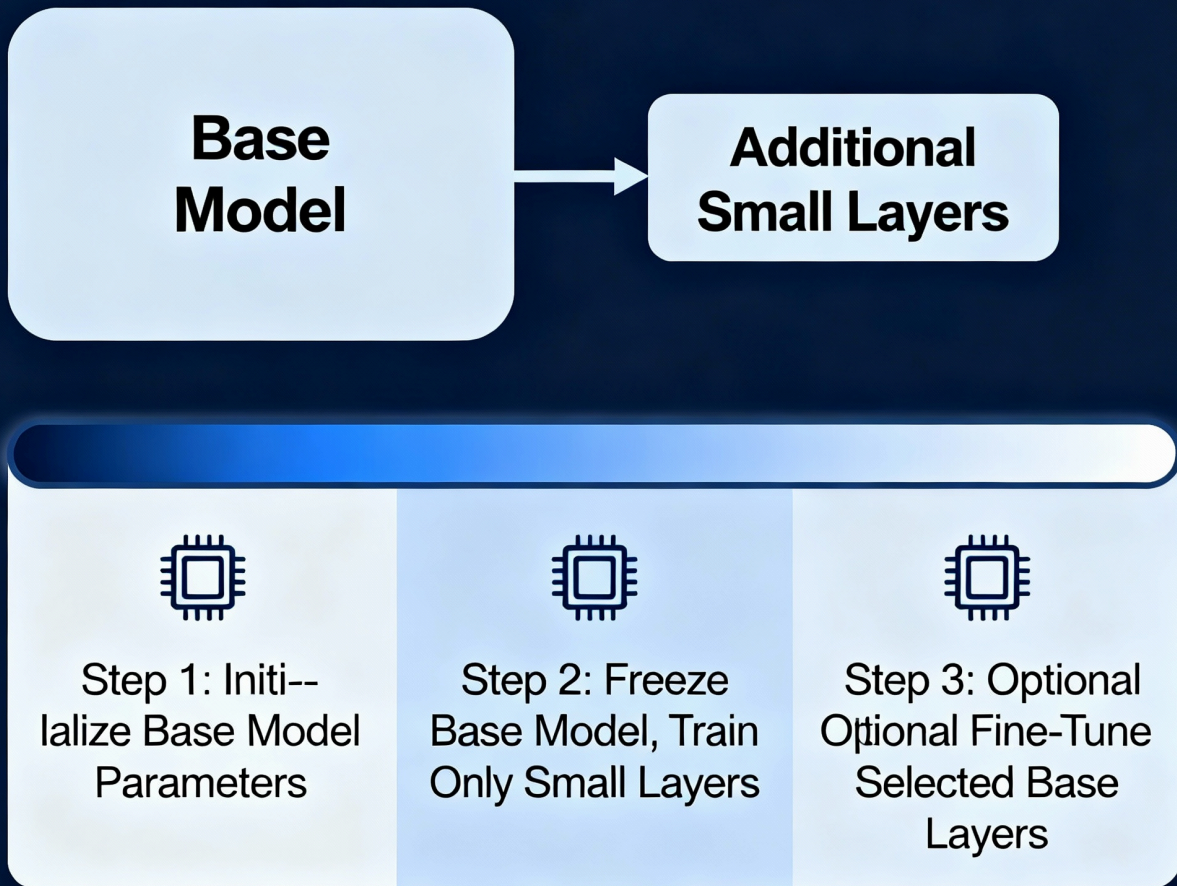 Base
Model
Additional
Small Layers
Step 1: Initi--
lalize Base Model
Parameters
Step 2: Freeze
Base Model, Train
Only Small Layers
Step 3: Optional
Optional Fine-Tune
Selected Base
Layers